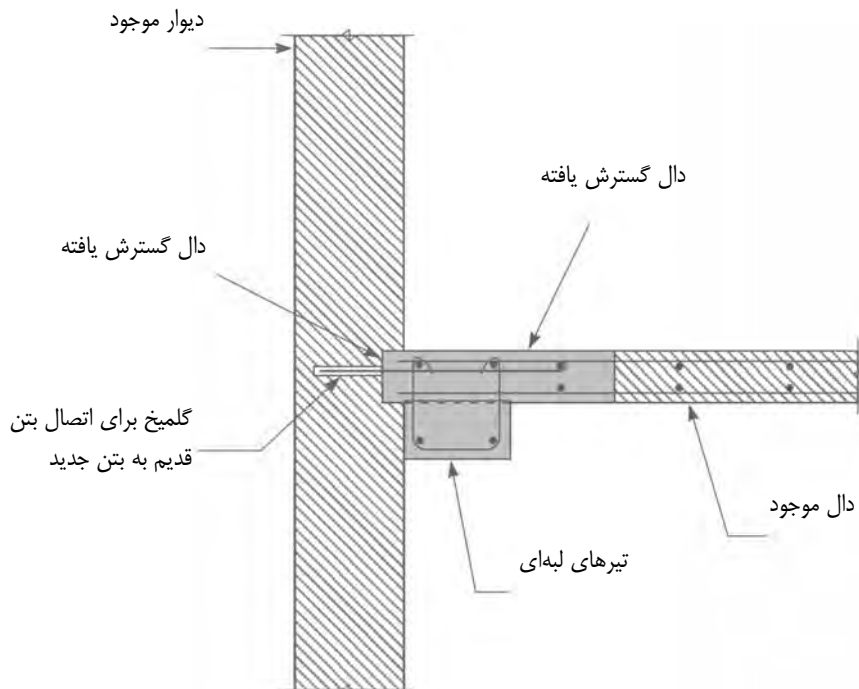 دیوار موجود
دال گسترش یافته
دال گسترش یافته
گلمیخ برای اتصال بتن
قدیم به بتن جدید
دال موجود
تیرهای لبه‌ای